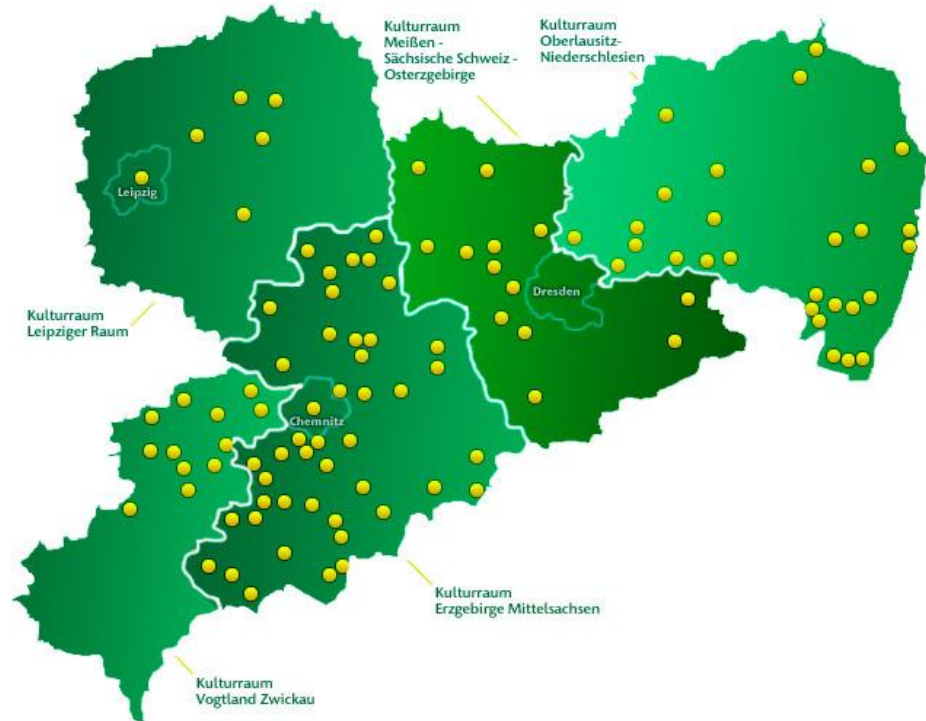 Kulturraum
Meißen -
Sächsische Schweiz -
Osterzgebirge
Kulturraum
Oberlausitz-
Niederschlesien
Leipzig
Dresden
Kulturraum
Leipziger Raum
Chemnitz
Kulturraum
Erzgebirge Mittelsachsen
Kulturraum
Vogtland Zwickau